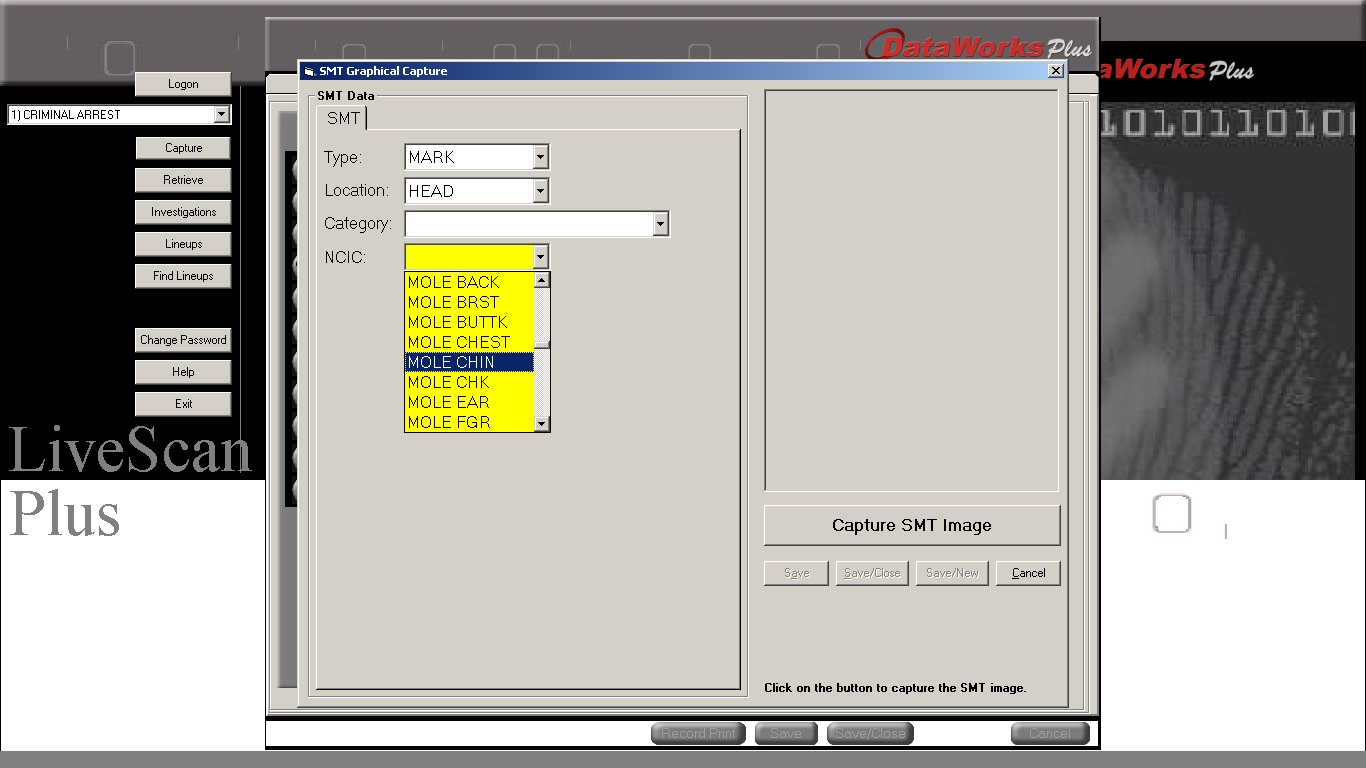 DataWorks Plus
aWorks Plus
SMT Graphical Capture
Logon
1) CRIMINAL ARREST
Capture
Retrieve
Investigations
Lineups
Find Lineups
Change Password
Help
Exit
LiveScan
Plus
SMT Data
SMT
Type: MARK
Location: HEAD
Category:
NCIC:
MOLE BACK
MOLE BRST
MOLE BUTTK
MOLE CHEST
MOLE CHIN
MOLE CHK
MOLE EAR
MOLE FGR
10101101010
Capture SMT Image
Save Save/Close Save/New Cancel
Click on the button to capture the SMT image.
Record Print Save Save/Close Cancel